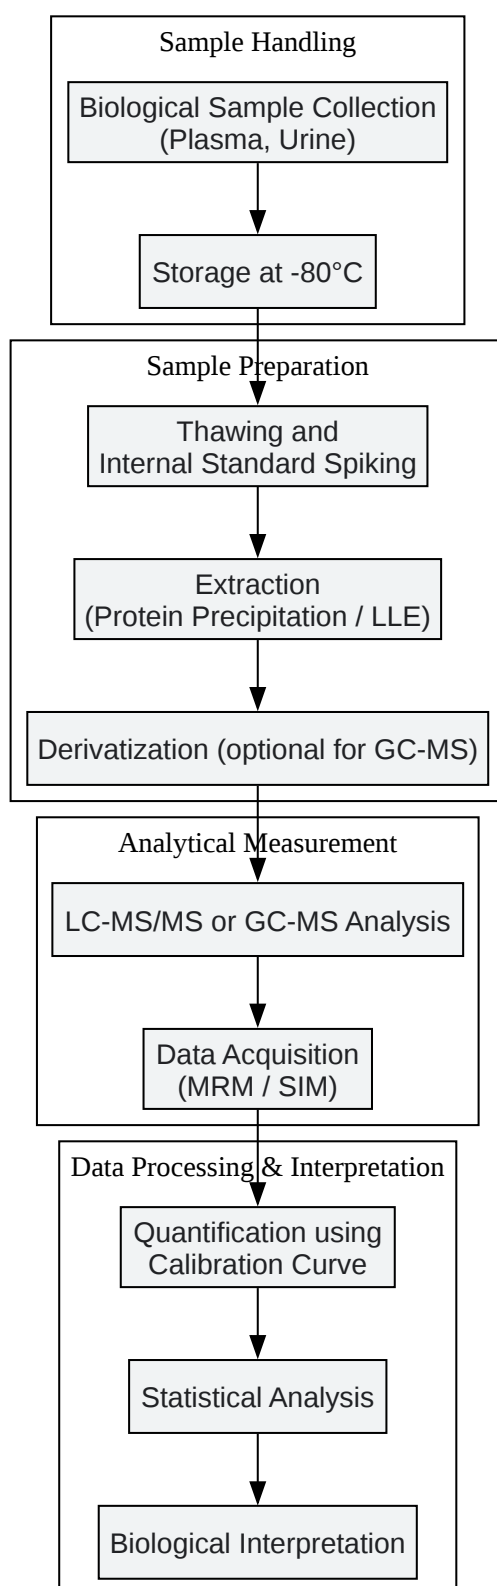 Sample Handling
Biological Sample Collection
(Plasma, Urine)
Storage at -80°C
Sample Preparation
Thawing and
Internal Standard Spiking
Extraction
(Protein Precipitation / LLE)
Derivatization (optional for GC-MS)
Analytical Measurement
LC-MS/MS or GC-MS Analysis
Data Acquisition
(MRM / SIM)
Data Processing & Interpretation
Quantification using
Calibration Curve
Statistical Analysis
Biological Interpretation